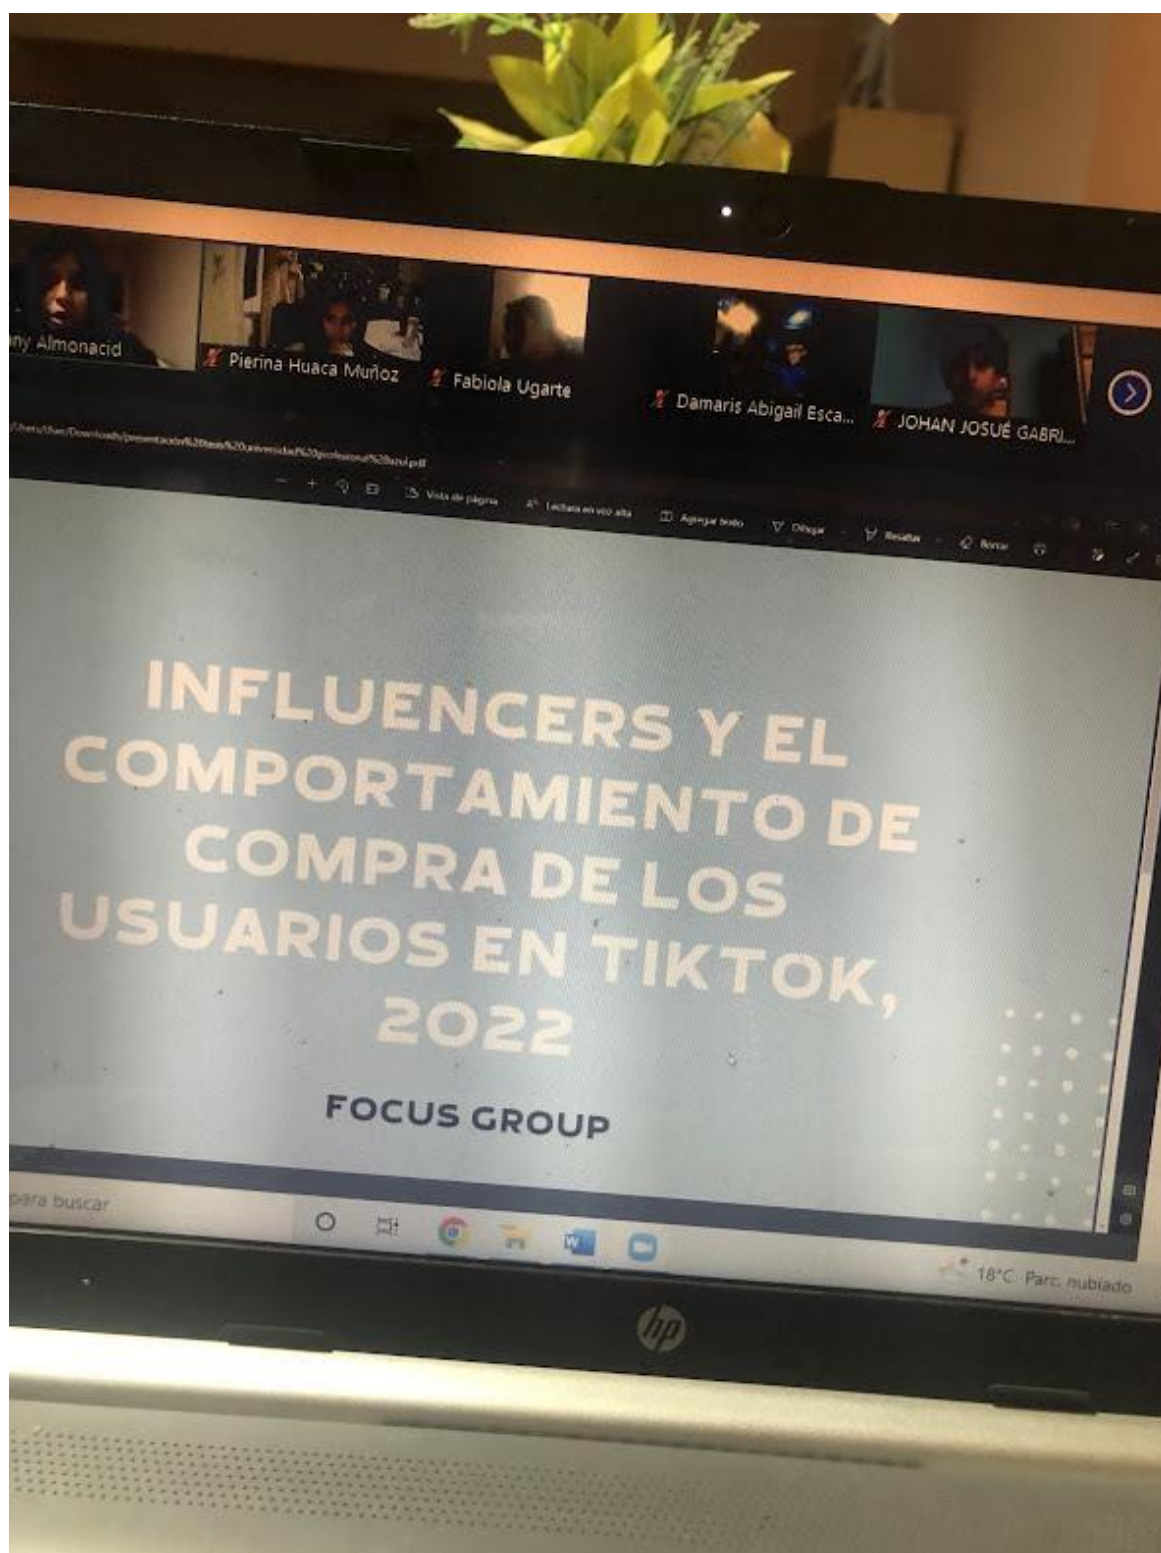 ny Almonacid
Pierina Huaca Muñoz
Fabiola Ugarte
Damaris Abigail Esca...
JOHAN JOSUÉ GABRI...
Vista de página
Lectura en voz alta
Agregar texto
Dibujar
Resaltar
Borrar
INFLUENCERS Y EL
COMPORTAMIENTO DE
COMPRA DE LOS
USUARIOS EN TIKTOK,
2022
FOCUS GROUP
para buscar
18°C Parc. nublado
hp